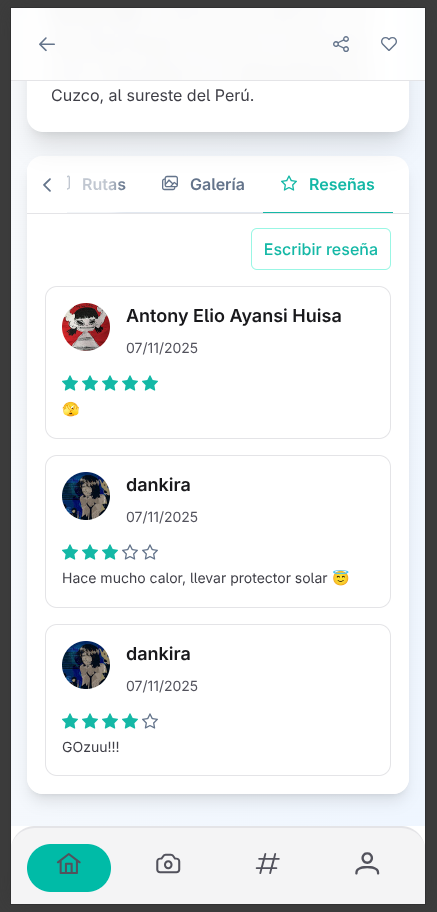 Cuzco, al sureste del Perú.
Rutas Galería Reseñas
Escribir reseña
Antony Elio Ayansi Huisa
07/11/2025
🫣
dankira
07/11/2025
Hace mucho calor, llevar protector solar 😇
dankira
07/11/2025
GOzuu!!!